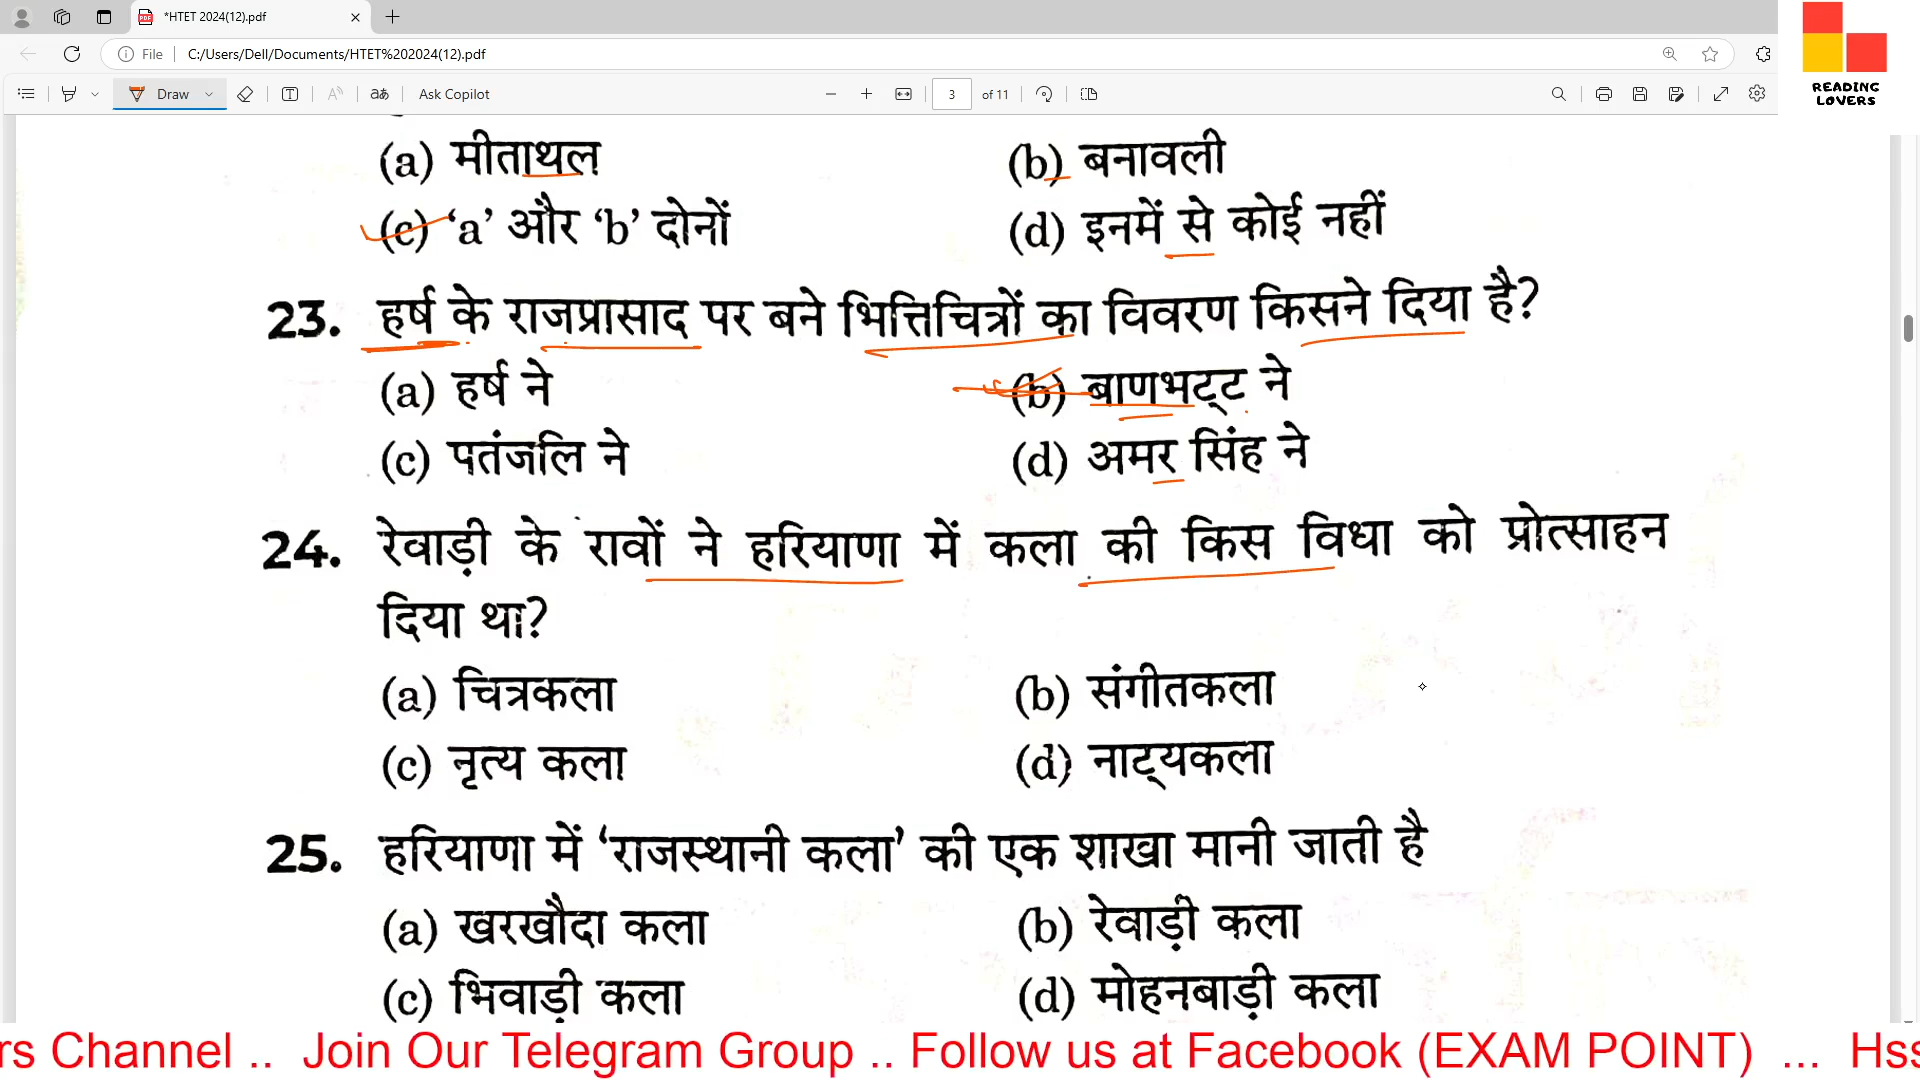 *HTET 2024(12).pdf
File C:/Users/Dell/Documents/HTET%202024(12).pdf
Draw Ask Copilot 3 of 11
READING
LOVERS
(a) मीताथल (b) बनावली
(c) 'a' और 'b' दोनों (d) इनमें से कोई नहीं
23. हर्ष के राजप्रासाद पर बने भित्तिचित्रों का विवरण किसने दिया है?
(a) हर्ष ने (b) बाणभट्ट ने
(c) पतंजलि ने (d) अमर सिंह ने
24. रेवाड़ी के रावों ने हरियाणा में कला की किस विधा को प्रोत्साहन
दिया था?
(a) चित्रकला (b) संगीतकला
(c) नृत्य कला (d) नाट्यकला
25. हरियाणा में 'राजस्थानी कला' की एक शाखा मानी जाती है
(a) खरखौदा कला (b) रेवाड़ी कला
(c) भिवाड़ी कला (d) मोहनबाड़ी कला
rs Channel .. Join Our Telegram Group .. Follow us at Facebook (EXAM POINT) ... Hss